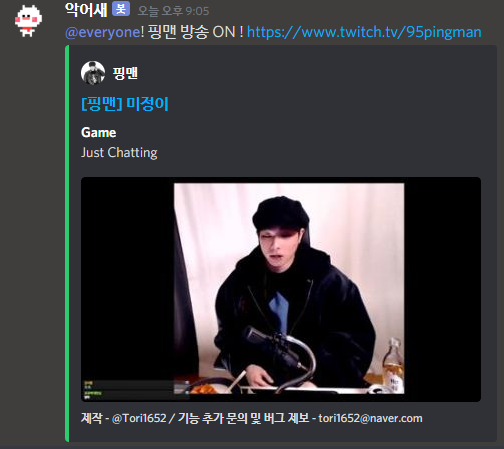 악어새 봇 오늘 오후 9:05
@everyone! 핑맨 방송 ON ! https://www.twitch.tv/95pingman
핑맨
[핑맨] 미정이
Game
Just Chatting
제작 - @Tori1652 / 기능 추가 문의 및 버그 제보 - tori1652@naver.com